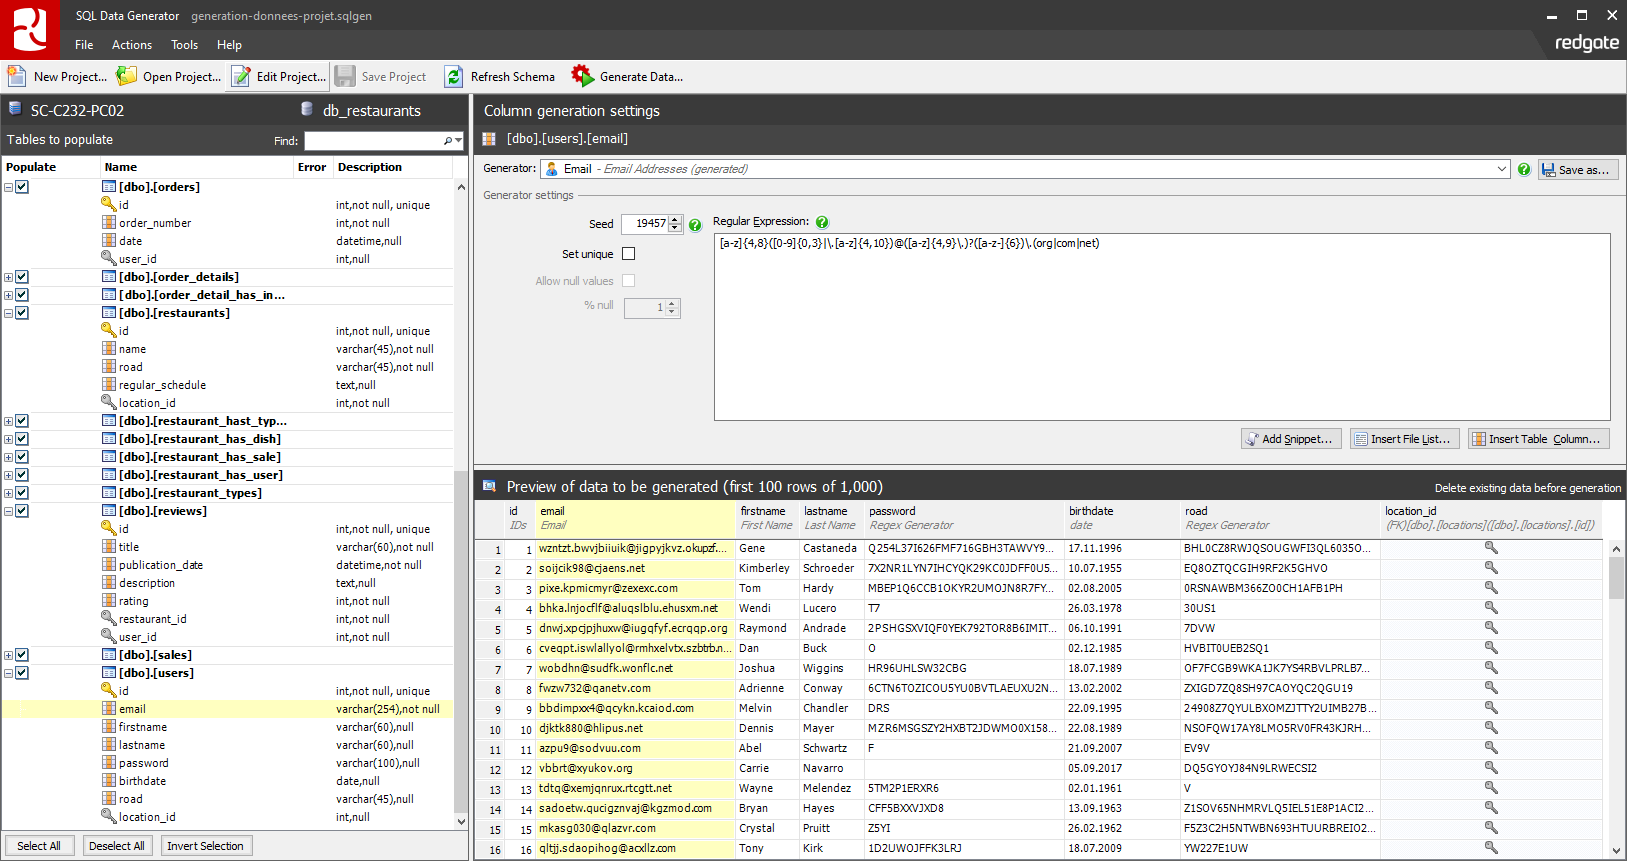 SQL Data Generator generation-donnees-projet.sqlgen
File Actions Tools Help
redgate
New Project... Open Project... Edit Project... Save Project Refresh Schema Generate Data...
SC-C232-PC02 db_restaurants
Tables to populate Find:
Populate Name Error Description
[dbo].[orders]
id int,not null, unique
order_number int,not null
date datetime,null
user_id int,null
[dbo].[order_details]
[dbo].[order_detail_has_in...
[dbo].[restaurants]
id int,not null, unique
name varchar(45),not null
road varchar(45),not null
regular_schedule text,null
location_id int,not null
[dbo].[restaurant_hast_typ...
[dbo].[restaurant_has_dish]
[dbo].[restaurant_has_sale]
[dbo].[restaurant_has_user]
[dbo].[restaurant_types]
[dbo].[reviews]
id int,not null, unique
title varchar(60),not null
publication_date datetime,not null
description text,null
rating int,not null
restaurant_id int,not null
user_id int,not null
[dbo].[sales]
[dbo].[users]
id int,not null, unique
email varchar(254),not null
firstname varchar(60),null
lastname varchar(60),null
password varchar(100),null
birthdate date,null
road varchar(45),null
location_id int,null
Select All Deselect All Invert Selection
Column generation settings
[dbo].[users].[email]
Generator: Email - Email Addresses (generated) Save as...
Generator settings
Seed 19457 Regular Expression:
[a-z]{4,8}([0-9]{0,3}|\.[a-z]{4,10})@([a-z]{4,9}\.)?([a-z-]{6})\.(org|com|net)
Set unique
Allow null values
% null 1
Add Snippet... Insert File List... Insert Table Column...
Preview of data to be generated (first 100 rows of 1,000) Delete existing data before generation
id email firstname lastname password birthdate road location_id
IDs Email First Name Last Name Regex Generator date Regex Generator (FK)[dbo].[locations]([dbo].[locations].[id])
1 1 wzntzt.bwvjbiiuik@jigpyjkvz.okupzf.... Gene Castaneda Q254L37I626FMF716GBH3TAWVY9... 17.11.1996 BHL0CZ8RWJQSOUGWFI3QL6035O...
2 2 soijcik98@cjaens.net Kimberley Schroeder 7X2NR1LYN7IHCYQK29KC0JDFF0U5... 10.07.1955 EQ8OZTQCGIH9RF2K5GHVO
3 3 pixe.kpmicmyr@zexexc.com Tom Hardy MBEP1Q6CCB1OKYR2UMOJN8R7FY... 02.08.2005 0RSNAWBM366ZO0CH1AFB1PH
4 4 bhka.lnjocflf@aluqslblu.ehusxm.net Wendi Lucero T7 26.03.1978 30US1
5 5 dnwj.xpcjpjhuxw@iugqfyf.ecrqqp.org Raymond Andrade 2PSHGSXVIQF0YEK792TOR8B6IMIT... 06.10.1991 7DVW
6 6 cveqpt.iswlallyol@rmhxelvtx.szbtrb.n... Dan Buck O 02.12.1985 HVBIT0UEB2SQ1
7 7 wobdhn@sudfk.wonflc.net Joshua Wiggins HR96UHLSW32CBG 18.07.1989 OF7FCGB9WKA1JK7YS4RBVLPRLB7...
8 8 fwzw732@qanetv.com Adrienne Conway 6CTN6TOZICOU5YU0BVTLAEUXU2N... 13.02.2002 ZXIGD7ZQ8SH97CAOYQC2QGU19
9 9 bbdimpxx4@qcykn.kcaiod.com Melvin Chandler DRS 22.09.1995 24908Z7QYULBXOMZJTTY2UIMB27B...
10 10 djktk880@hlipus.net Dennis Mayer MZR6MSGSZY2HXBT2JDWMO0X158... 22.08.1989 NSOFQW17AY8LMO5RV0FR43KJRH...
11 11 azpu9@sodvuu.com Abel Schwartz F 21.09.2007 EV9V
12 12 vbbrt@xyukov.org Carrie Navarro 05.09.2017 DQ5GYOYJ84N9LRWECSI2
13 13 tdtq@xemjqnrux.rtcgtt.net Wayne Melendez 5TM2P1ERXR6 02.01.1961 V
14 14 sadoetw.qucigznvaj@kgzmod.com Bryan Hayes CFF5BXXVJXD8 13.09.1963 Z1SOV65NHMRVLQ5IEL51E8P1ACI2...
15 15 mkasg030@qlazvr.com Crystal Pruitt Z5YI 26.02.1962 F5Z3C2H5NTWBN693HTUURBREIO2...
16 16 qltjj.sdaopihog@acxllz.com Tony Kirk 1D2UWOJFFK3LRJ 18.07.2009 YW227E1UW